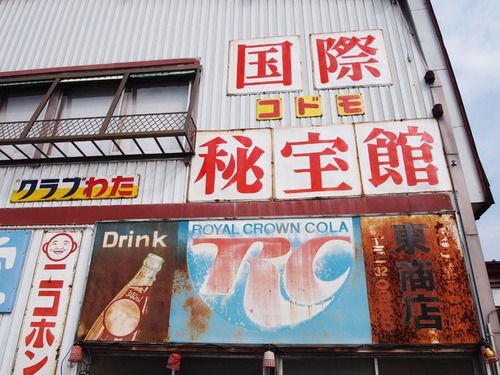 国際
コドモ
秘宝館
クラブわた
Drink
ROYAL CROWN COLA
RC
東商店
ニコホン